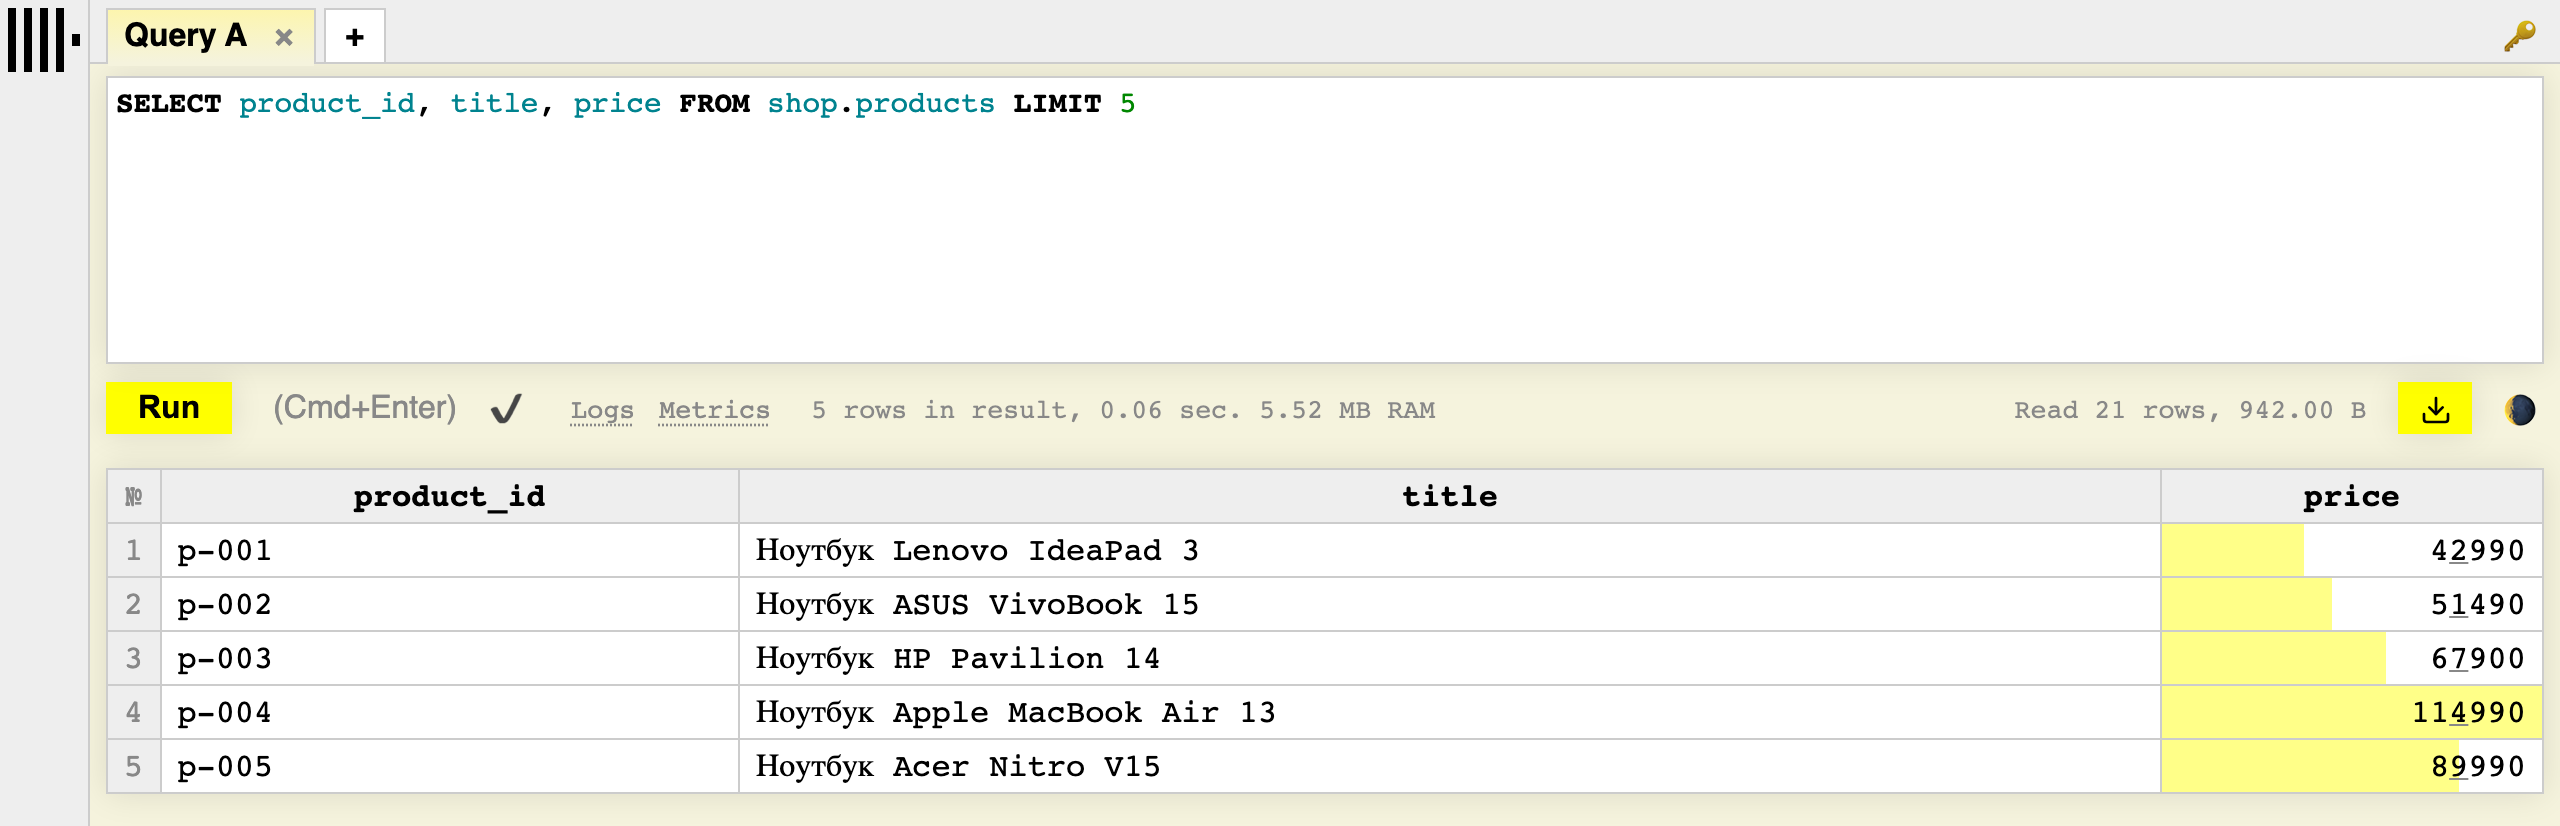 Query A × +
SELECT product_id, title, price FROM shop.products LIMIT 5
Run (Cmd+Enter) ✔ Logs Metrics 5 rows in result, 0.06 sec. 5.52 MB RAM Read 21 rows, 942.00 B
№ product_id title price
1 p-001 Ноутбук Lenovo IdeaPad 3 42990
2 p-002 Ноутбук ASUS VivoBook 15 51490
3 p-003 Ноутбук HP Pavilion 14 67900
4 p-004 Ноутбук Apple MacBook Air 13 114990
5 p-005 Ноутбук Acer Nitro V15 89990